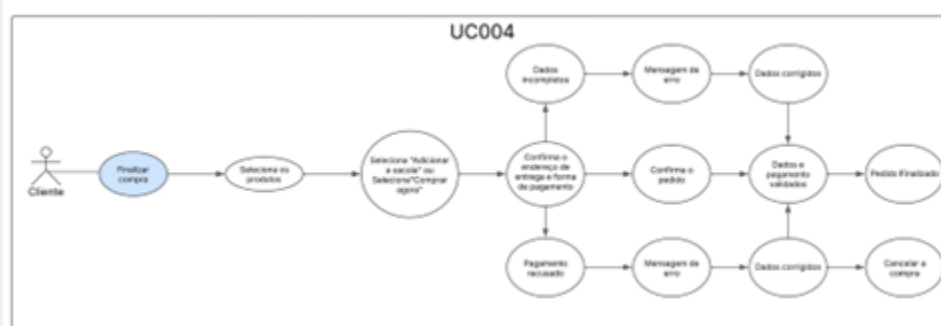 UC004
Cliente
Finalizar
compra
Seleciona os
produtos
Seleciona "Adicionar
a sacola" ou
Seleciona"Comprar
agora"
Dados
incompletos
Mensagem de
erro
Dados corrigidos
Confirma o
endereço de
entrega e forma
de pagamento
Confirma o
pedido
Dados e
pagamento
validados
Pedido Finalizado
Pagamento
recusado
Mensagem de
erro
Dados corrigidos
Cancelar a
compra